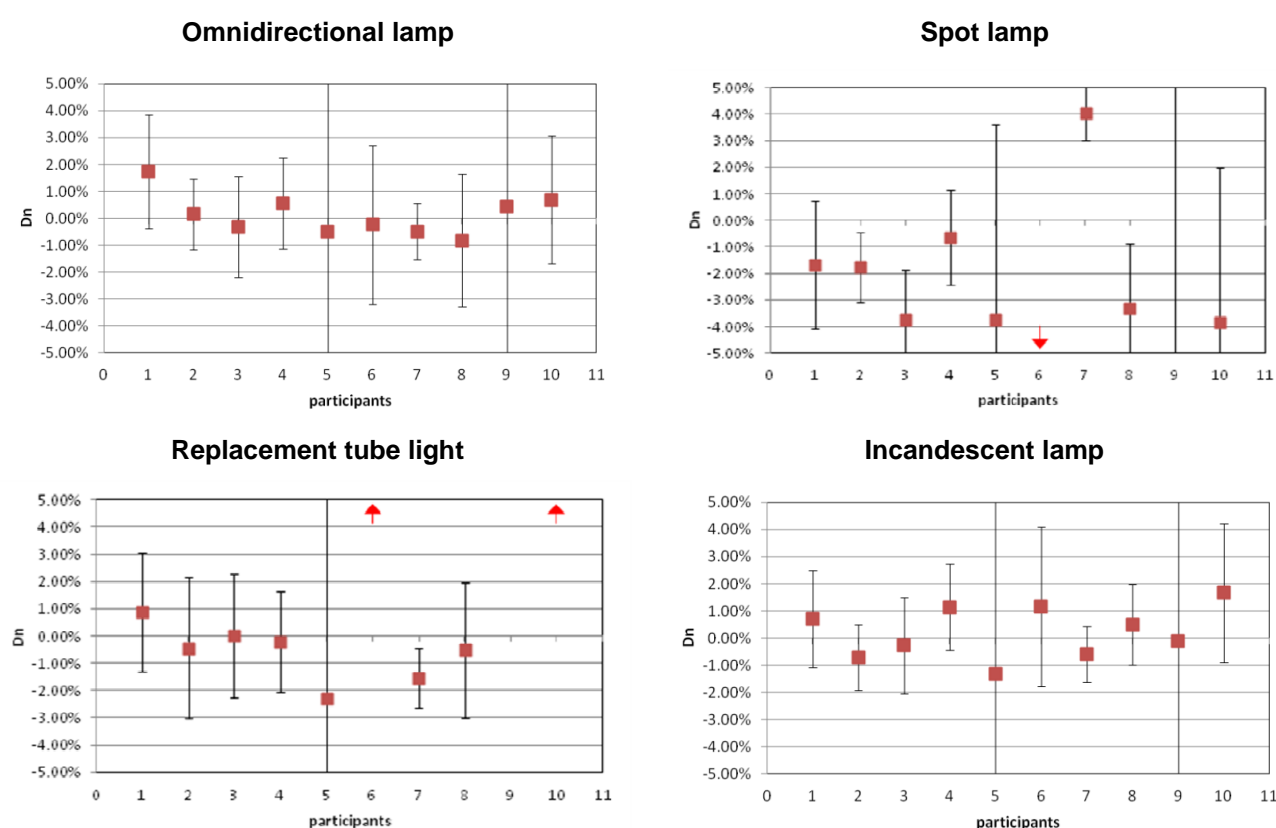 Omnidirectional lamp
5.00%
4.00%
3.00%
2.00%
1.00%
0.00%
-1.00%
-2.00%
-3.00%
-4.00%
-5.00%
Dn
0 1 2 3 4 5 6 7 8 9 10 11
participants
Spot lamp
5.00%
4.00%
3.00%
2.00%
1.00%
0.00%
-1.00%
-2.00%
-3.00%
-4.00%
-5.00%
Dn
0 1 2 3 4 5 6 7 8 9 10 11
participants
Replacement tube light
5.00%
4.00%
3.00%
2.00%
1.00%
0.00%
-1.00%
-2.00%
-3.00%
-4.00%
-5.00%
Dn
0 1 2 3 4 5 6 7 8 9 10 11
participants
Incandescent lamp
5.00%
4.00%
3.00%
2.00%
1.00%
0.00%
-1.00%
-2.00%
-3.00%
-4.00%
-5.00%
Dn
0 1 2 3 4 5 6 7 8 9 10 11
participants